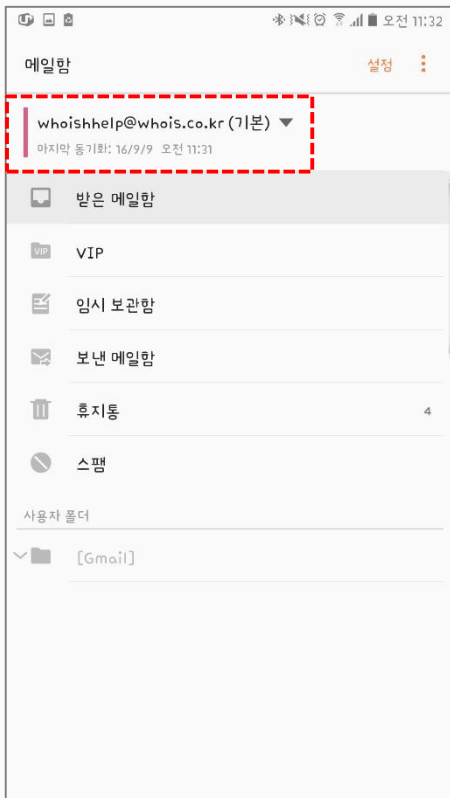 오전 11:32
메일함 설정
whoishhelp@whois.co.kr (기본)
마지막 동기화: 16/9/9 오전 11:31
받은 메일함
VIP VIP
임시 보관함
보낸 메일함
휴지통 4
스팸
사용자 폴더
[Gmail]